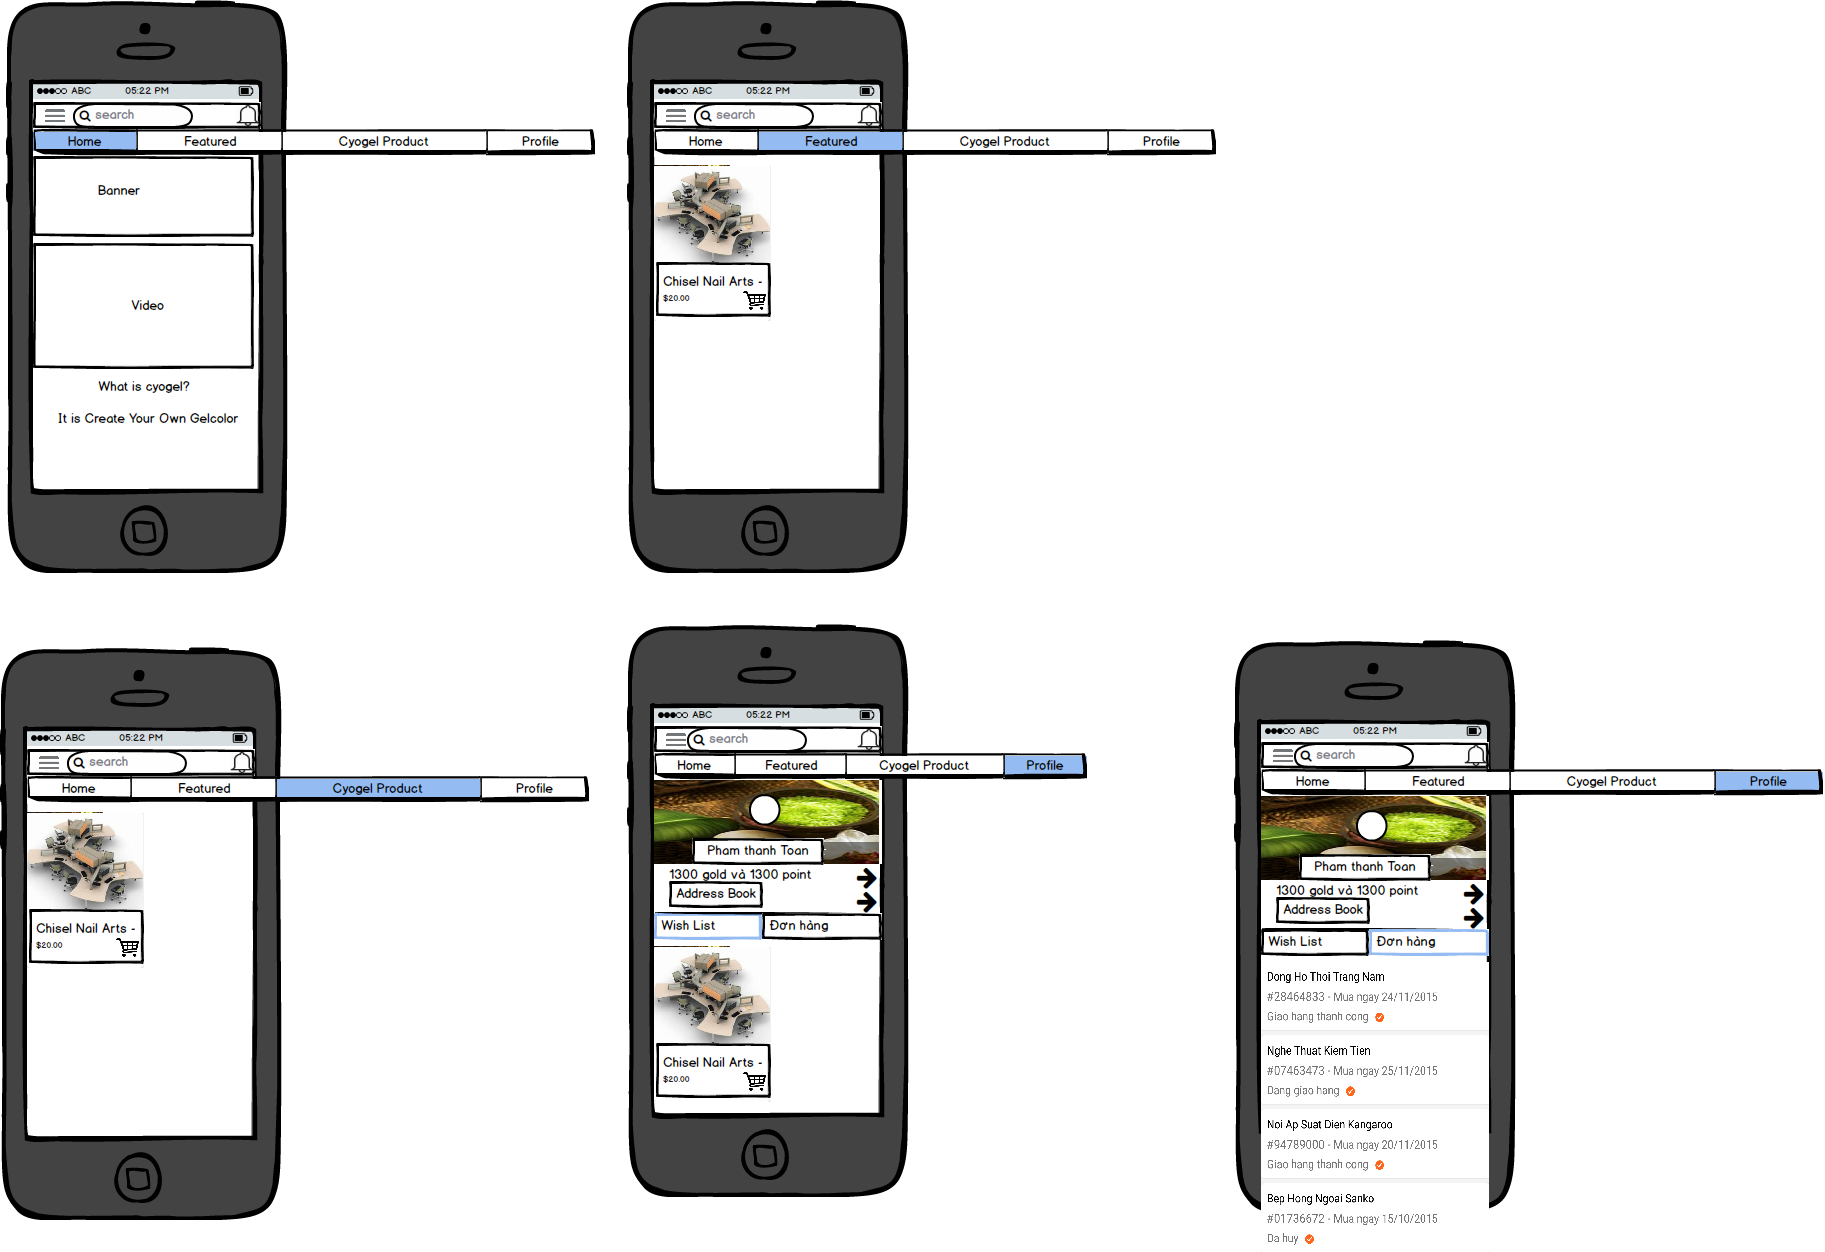 ABC 05:22 PM
search
Home Featured Cyogel Product Profile
Banner
Video
What is cyogel?
It is Create Your Own Gelcolor
ABC 05:22 PM
search
Home Featured Cyogel Product Profile
Chisel Nail Arts -
$20.00
ABC 05:22 PM
search
Home Featured Cyogel Product Profile
Chisel Nail Arts -
$20.00
ABC 05:22 PM
search
Home Featured Cyogel Product Profile
Pham thanh Toan
1300 gold và 1300 point
Address Book
Wish List Đơn hàng
Chisel Nail Arts -
$20.00
ABC 05:22 PM
search
Home Featured Cyogel Product Profile
Pham thanh Toan
1300 gold và 1300 point
Address Book
Wish List Đơn hàng
Dong Ho Thoi Trang Nam
#28464833 - Mua ngay 24/11/2015
Giao hang thanh cong
Nghe Thuat Kiem Tien
#07463473 - Mua ngay 25/11/2015
Dang giao hang
Noi Ap Suat Dien Kangaroo
#94789000 - Mua ngay 20/11/2015
Giao hang thanh cong
Bep Hong Ngoai Sanko
#01736672 - Mua ngay 15/10/2015
Da huy